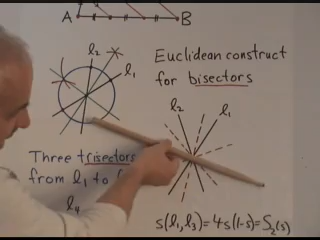 A B
l₂ l₁
Euclidean construct
for bisectors
l₂ l₁
Three trisectors
from l₁ to
l₄
s(l₁,l₃)=4s(1-s)=S₂(s)